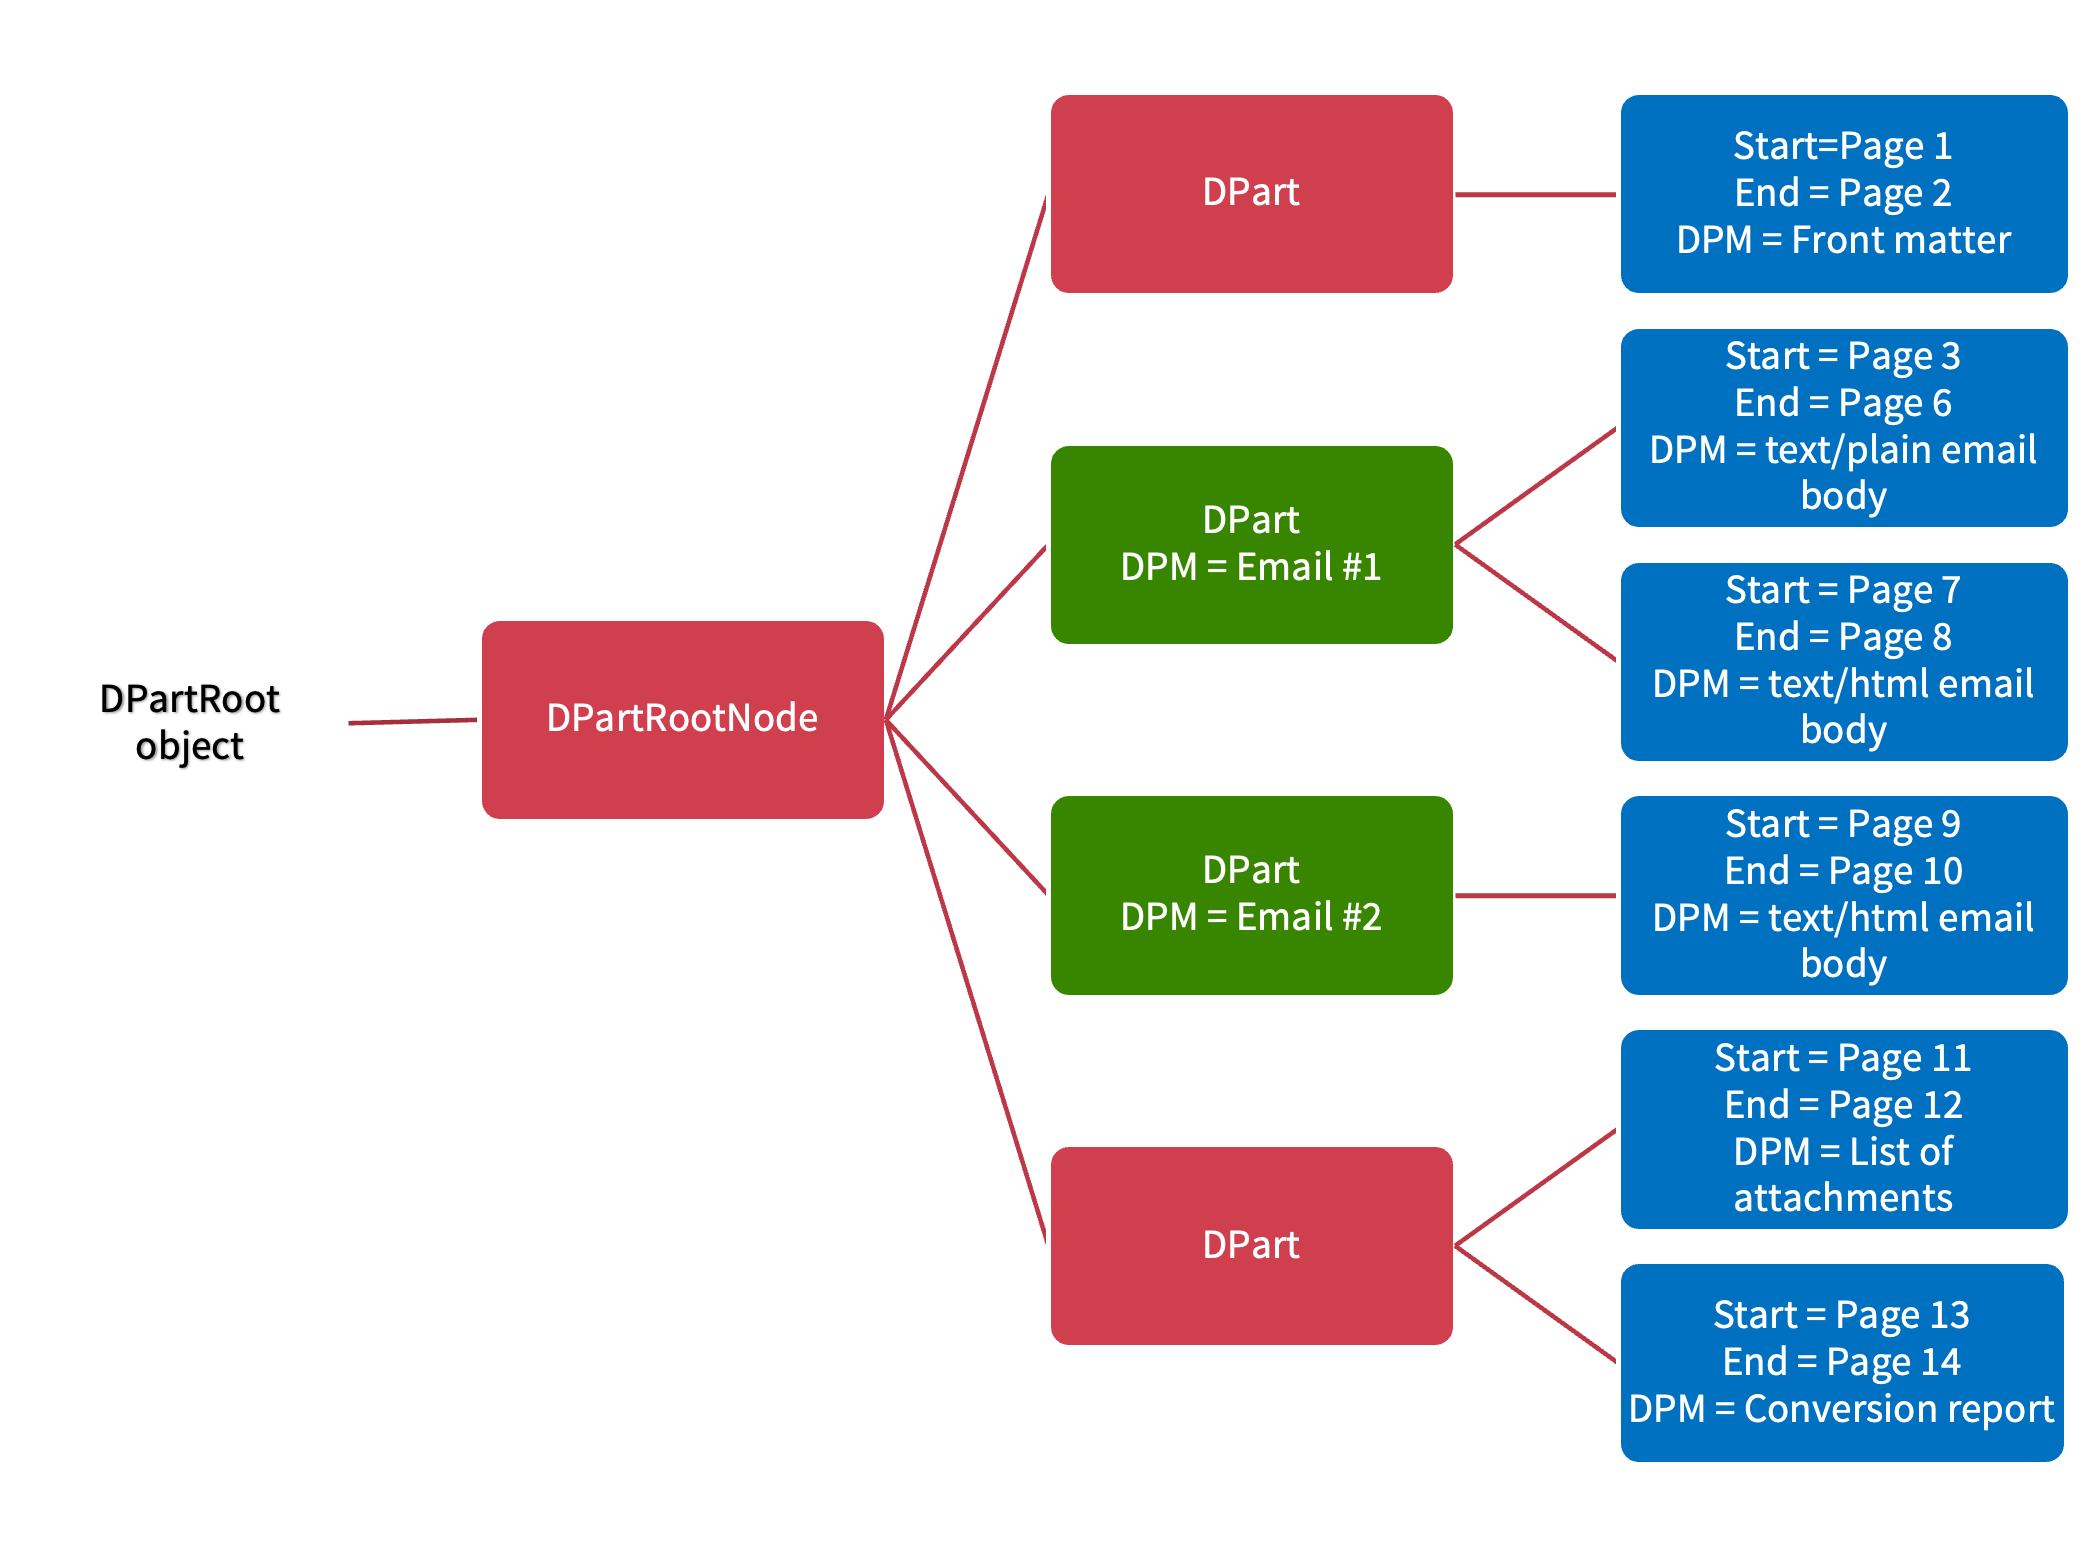 DPartRoot
object
DPartRootNode
DPart
Start=Page 1
End = Page 2
DPM = Front matter
DPart
DPM = Email #1
Start = Page 3
End = Page 6
DPM = text/plain email
body
Start = Page 7
End = Page 8
DPM = text/html email
body
DPart
DPM = Email #2
Start = Page 9
End = Page 10
DPM = text/html email
body
DPart
Start = Page 11
End = Page 12
DPM = List of
attachments
Start = Page 13
End = Page 14
DPM = Conversion report